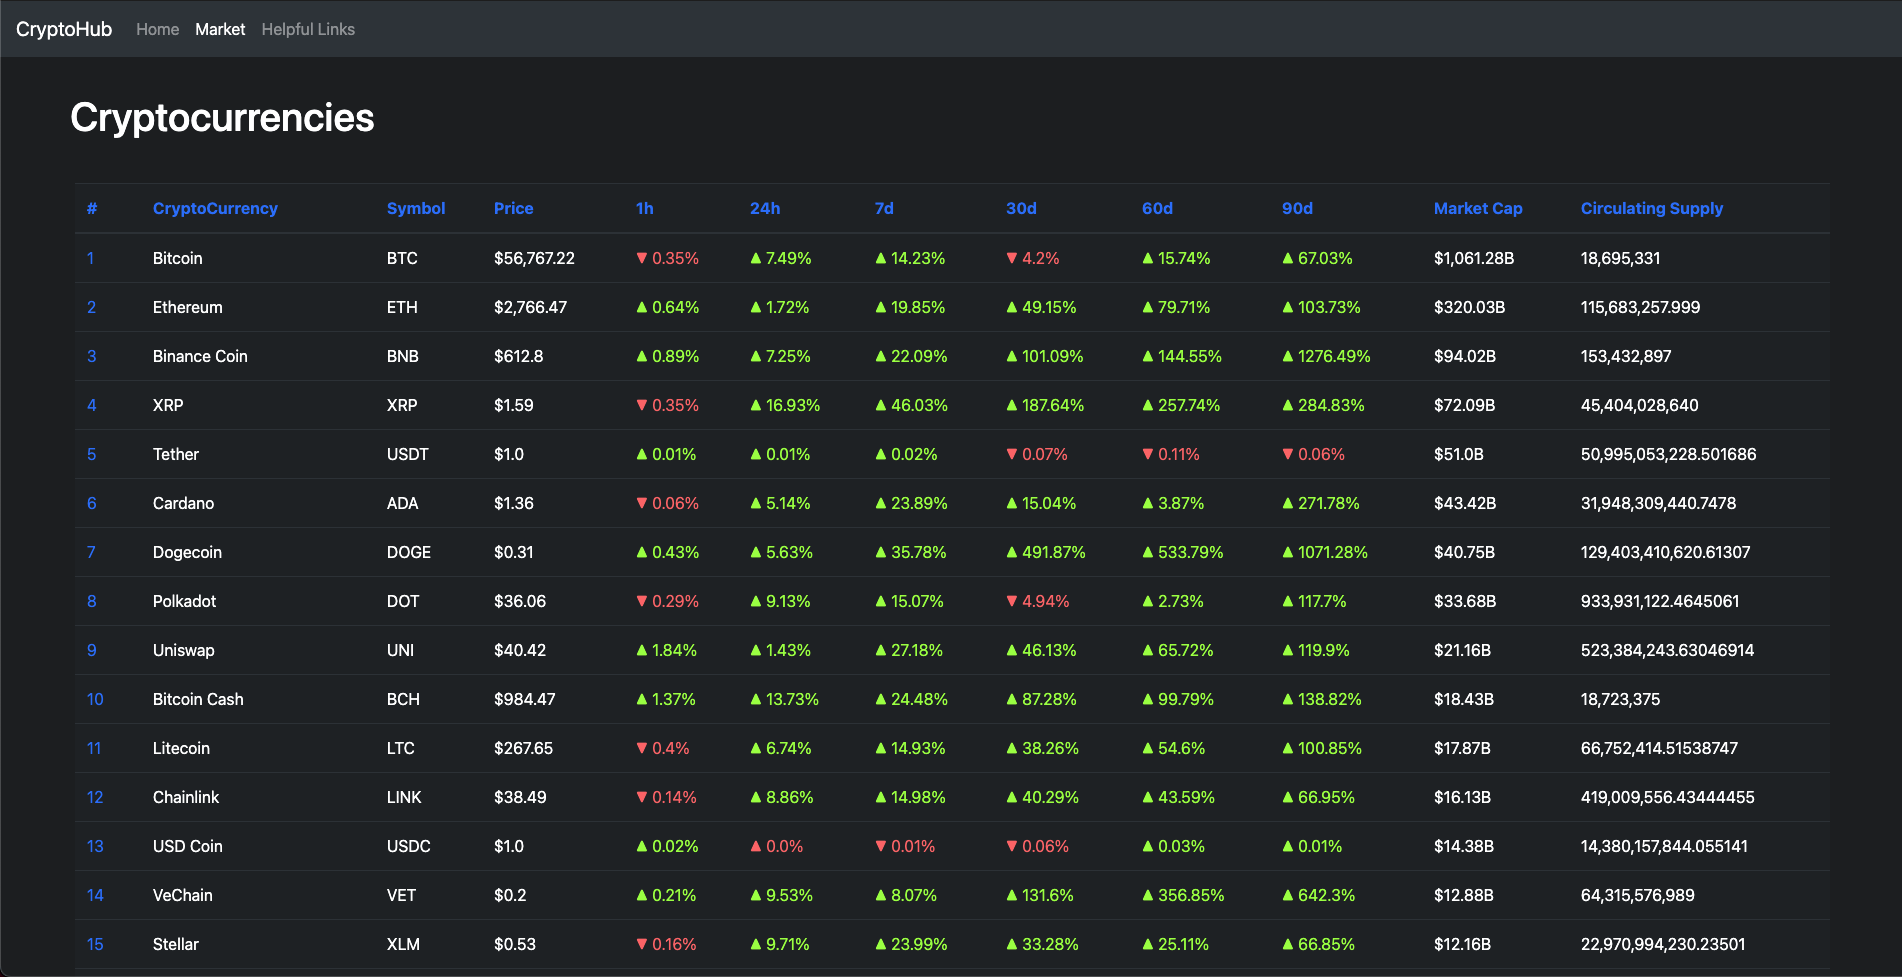 CryptoHub Home Market Helpful Links
Cryptocurrencies
# CryptoCurrency Symbol Price 1h 24h 7d 30d 60d 90d Market Cap Circulating Supply
1 Bitcoin BTC $56,767.22 ▼ 0.35% ▲ 7.49% ▲ 14.23% ▼ 4.2% ▲ 15.74% ▲ 67.03% $1,061.28B 18,695,331
2 Ethereum ETH $2,766.47 ▲ 0.64% ▲ 1.72% ▲ 19.85% ▲ 49.15% ▲ 79.71% ▲ 103.73% $320.03B 115,683,257.999
3 Binance Coin BNB $612.8 ▲ 0.89% ▲ 7.25% ▲ 22.09% ▲ 101.09% ▲ 144.55% ▲ 1276.49% $94.02B 153,432,897
4 XRP XRP $1.59 ▼ 0.35% ▲ 16.93% ▲ 46.03% ▲ 187.64% ▲ 257.74% ▲ 284.83% $72.09B 45,404,028,640
5 Tether USDT $1.0 ▲ 0.01% ▲ 0.01% ▲ 0.02% ▼ 0.07% ▼ 0.11% ▼ 0.06% $51.0B 50,995,053,228.501686
6 Cardano ADA $1.36 ▼ 0.06% ▲ 5.14% ▲ 23.89% ▲ 15.04% ▲ 3.87% ▲ 271.78% $43.42B 31,948,309,440.7478
7 Dogecoin DOGE $0.31 ▲ 0.43% ▲ 5.63% ▲ 35.78% ▲ 491.87% ▲ 533.79% ▲ 1071.28% $40.75B 129,403,410,620.61307
8 Polkadot DOT $36.06 ▼ 0.29% ▲ 9.13% ▲ 15.07% ▼ 4.94% ▲ 2.73% ▲ 117.7% $33.68B 933,931,122.4645061
9 Uniswap UNI $40.42 ▲ 1.84% ▲ 1.43% ▲ 27.18% ▲ 46.13% ▲ 65.72% ▲ 119.9% $21.16B 523,384,243.63046914
10 Bitcoin Cash BCH $984.47 ▲ 1.37% ▲ 13.73% ▲ 24.48% ▲ 87.28% ▲ 99.79% ▲ 138.82% $18.43B 18,723,375
11 Litecoin LTC $267.65 ▼ 0.4% ▲ 6.74% ▲ 14.93% ▲ 38.26% ▲ 54.6% ▲ 100.85% $17.87B 66,752,414.51538747
12 Chainlink LINK $38.49 ▼ 0.14% ▲ 8.86% ▲ 14.98% ▲ 40.29% ▲ 43.59% ▲ 66.95% $16.13B 419,009,556.43444455
13 USD Coin USDC $1.0 ▲ 0.02% ▲ 0.0% ▼ 0.01% ▼ 0.06% ▲ 0.03% ▲ 0.01% $14.38B 14,380,157,844.055141
14 VeChain VET $0.2 ▲ 0.21% ▲ 9.53% ▲ 8.07% ▲ 131.6% ▲ 356.85% ▲ 642.3% $12.88B 64,315,576,989
15 Stellar XLM $0.53 ▼ 0.16% ▲ 9.71% ▲ 23.99% ▲ 33.28% ▲ 25.11% ▲ 66.85% $12.16B 22,970,994,230.23501